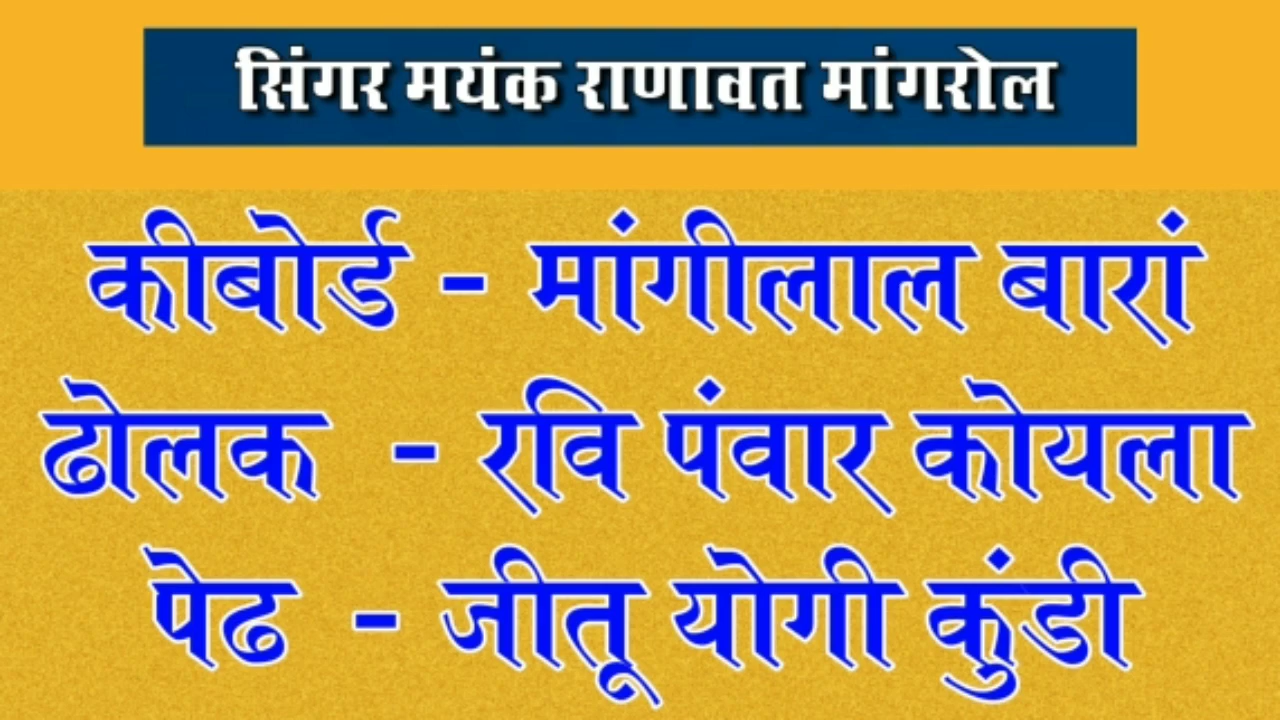 सिंगर मयंक राणावत मांगरोल
कीबोर्ड - मांगीलाल बारां
ढोलक - रवि पंवार कोयला
पेढ - जीतू योगी कुंडी